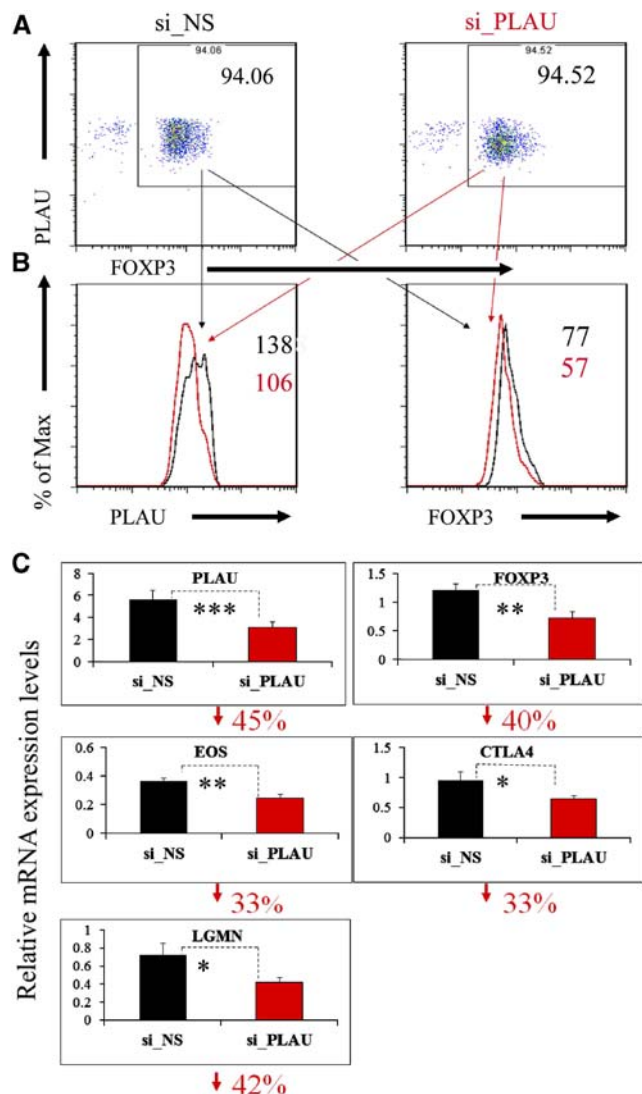 A
si_NS
si_PLAU
94.06
94.06
94.52
94.52
PLAU
FOXP3
B
138
106
77
57
% of Max
PLAU
FOXP3
C
Relative mRNA expression levels
PLAU
8
6
4
2
0
***
si_NS si_PLAU
45%
FOXP3
1.5
1
0.5
0
**
si_NS si_PLAU
40%
EOS
0.6
0.4
0.2
0
**
si_NS si_PLAU
33%
CTLA4
1.5
1
0.5
0
*
si_NS si_PLAU
33%
LGMN
1
0.8
0.6
0.4
0.2
0
*
si_NS si_PLAU
42%